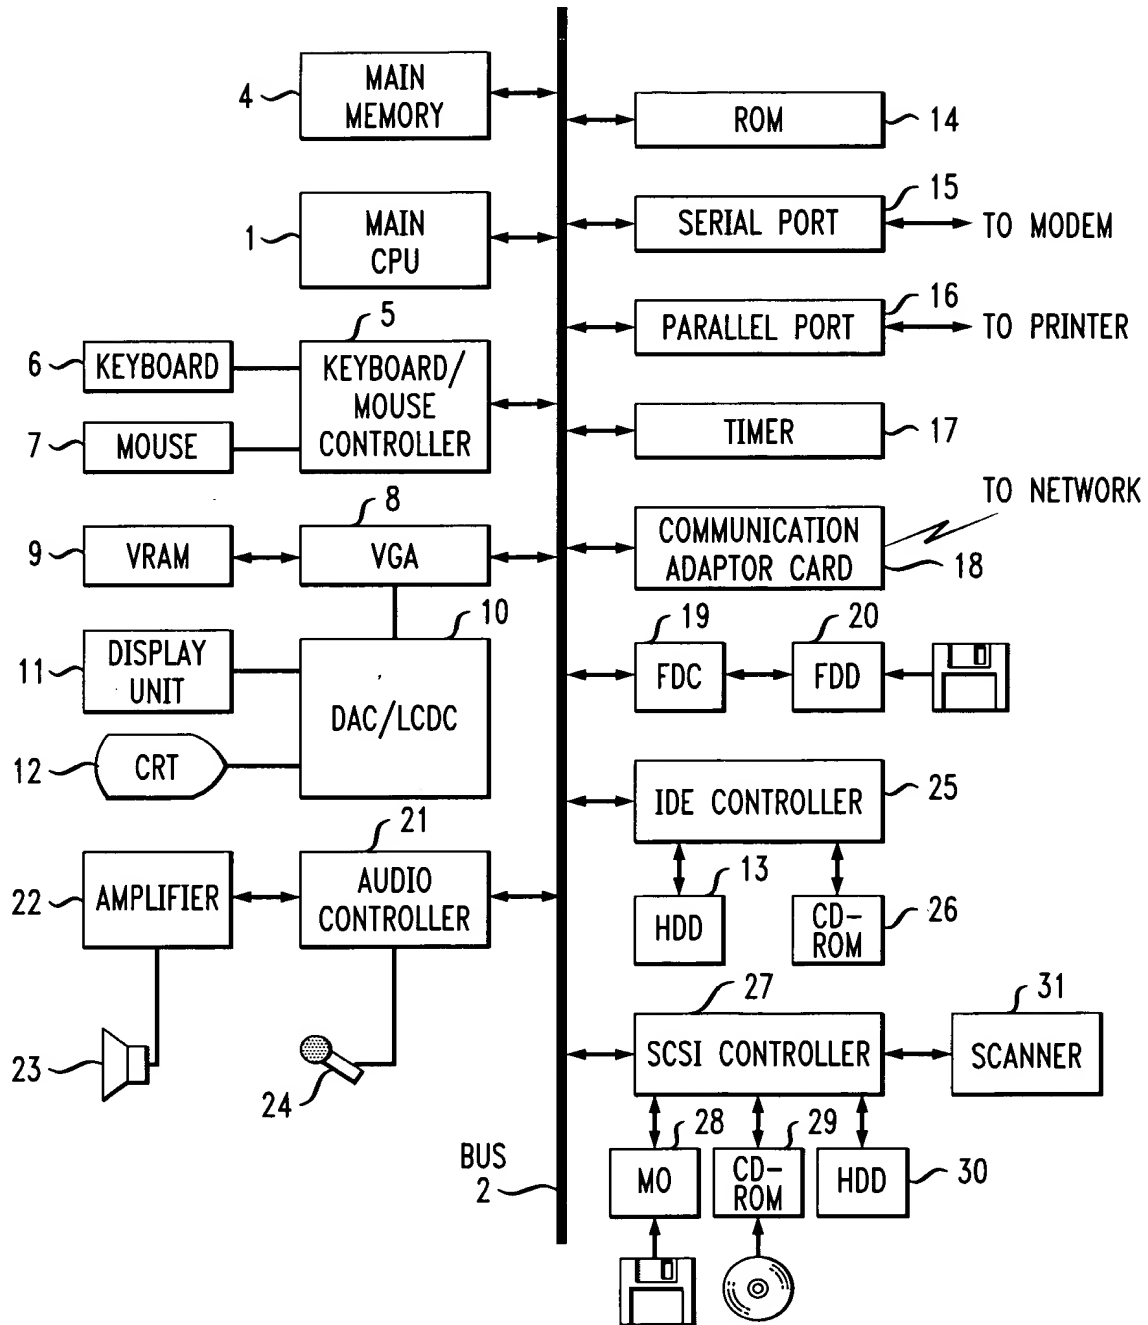 MAIN
MEMORY
4
MAIN
CPU
1
5
KEYBOARD
6
KEYBOARD/
MOUSE
CONTROLLER
MOUSE
7
8
VRAM
9
VGA
10
DISPLAY
UNIT
11
DAC/LCDC
CRT
12
21
AMPLIFIER
22
AUDIO
CONTROLLER
23
24
BUS
2
ROM
14
15
SERIAL PORT
TO MODEM
16
PARALLEL PORT
TO PRINTER
TIMER
17
TO NETWORK
COMMUNICATION
ADAPTOR CARD
18
19
20
FDC
FDD
IDE CONTROLLER
25
13
HDD
CD-
ROM
26
27
31
SCSI CONTROLLER
SCANNER
28
29
MO
CD-
ROM
HDD
30